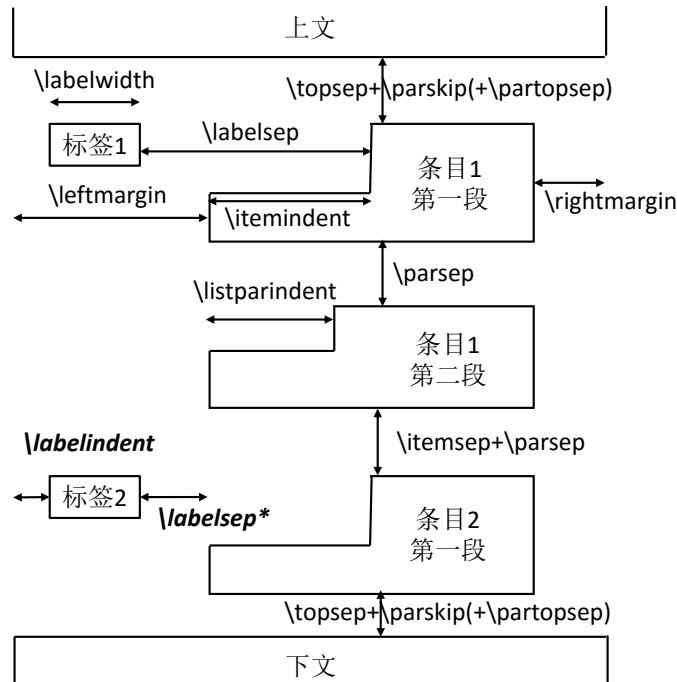 上文
\labelwidth
\topsep+\parskip(+\partopsep)
标签1
\labelsep
条目1
第一段
\leftmargin
\itemindent
\rightmargin
\parsep
\listparindent
条目1
第二段
\itemsep+\parsep
\labelindent
标签2
\labelsep*
条目2
第一段
\topsep+\parskip(+\partopsep)
下文